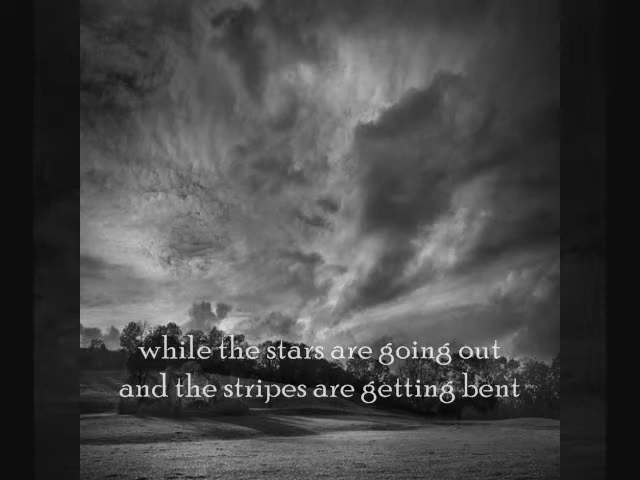 while the stars are going out
and the stripes are getting bent